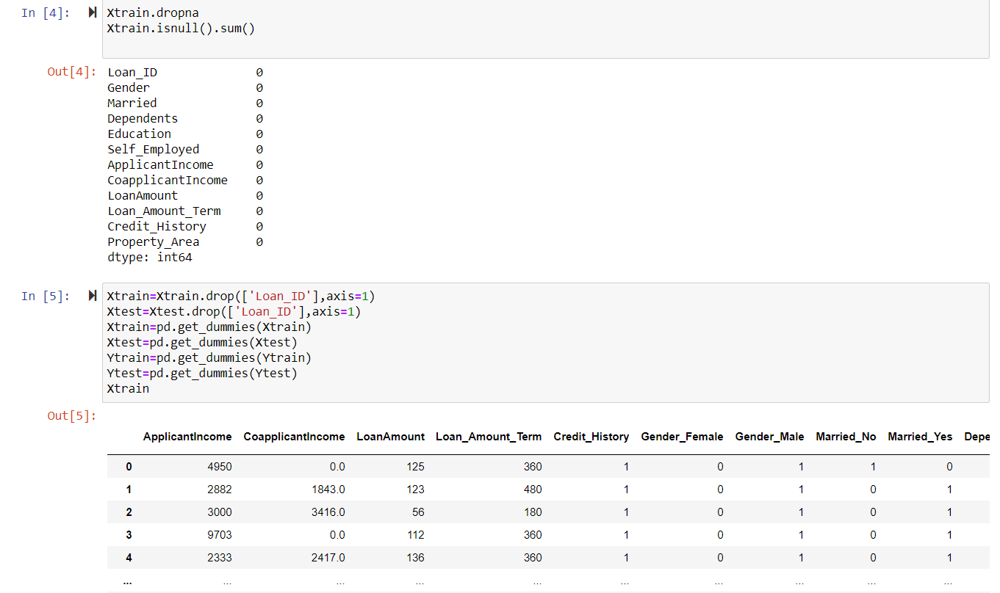 In [4]: Xtrain.dropna
Xtrain.isnull().sum()
Out[4]: Loan_ID 0
Gender 0
Married 0
Dependents 0
Education 0
Self_Employed 0
ApplicantIncome 0
CoapplicantIncome 0
LoanAmount 0
Loan_Amount_Term 0
Credit_History 0
Property_Area 0
dtype: int64
In [5]: Xtrain=Xtrain.drop(['Loan_ID'],axis=1)
Xtest=Xtest.drop(['Loan_ID'],axis=1)
Xtrain=pd.get_dummies(Xtrain)
Xtest=pd.get_dummies(Xtest)
Ytrain=pd.get_dummies(Ytrain)
Ytest=pd.get_dummies(Ytest)
Xtrain
Out[5]:
ApplicantIncome CoapplicantIncome LoanAmount Loan_Amount_Term Credit_History Gender_Female Gender_Male Married_No Married_Yes Depe
0 4950 0.0 125 360 1 0 1 1 0
1 2882 1843.0 123 480 1 0 1 0 1
2 3000 3416.0 56 180 1 0 1 0 1
3 9703 0.0 112 360 1 0 1 0 1
4 2333 2417.0 136 360 1 0 1 0 1
... ... ... ... ... ... ... ... ... ...